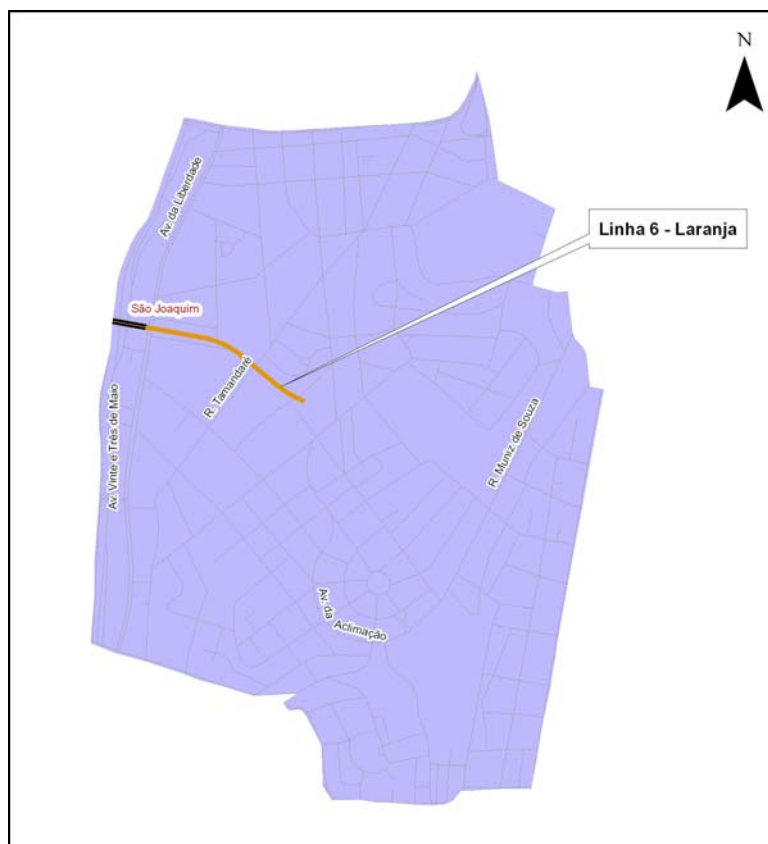 N
Av. da Liberdade
Linha 6 - Laranja
São Joaquim
R. Tamandaré
Av. Vinte e Três de Maio
R. Muniz de Souza
Av. da Aclimação